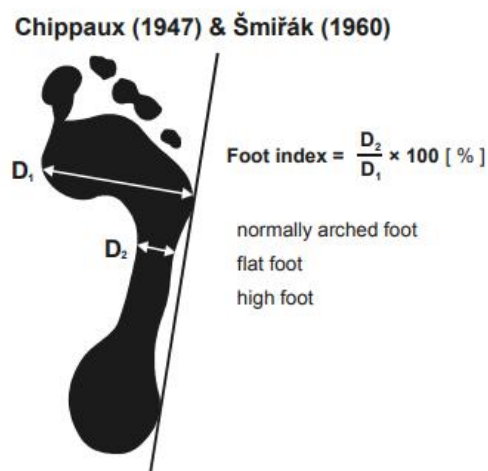 Chippaux (1947) & Šmiřák (1960)
D₁
Foot index = D₂/D₁ × 100 [ % ]
normally arched foot
D₂
flat foot
high foot